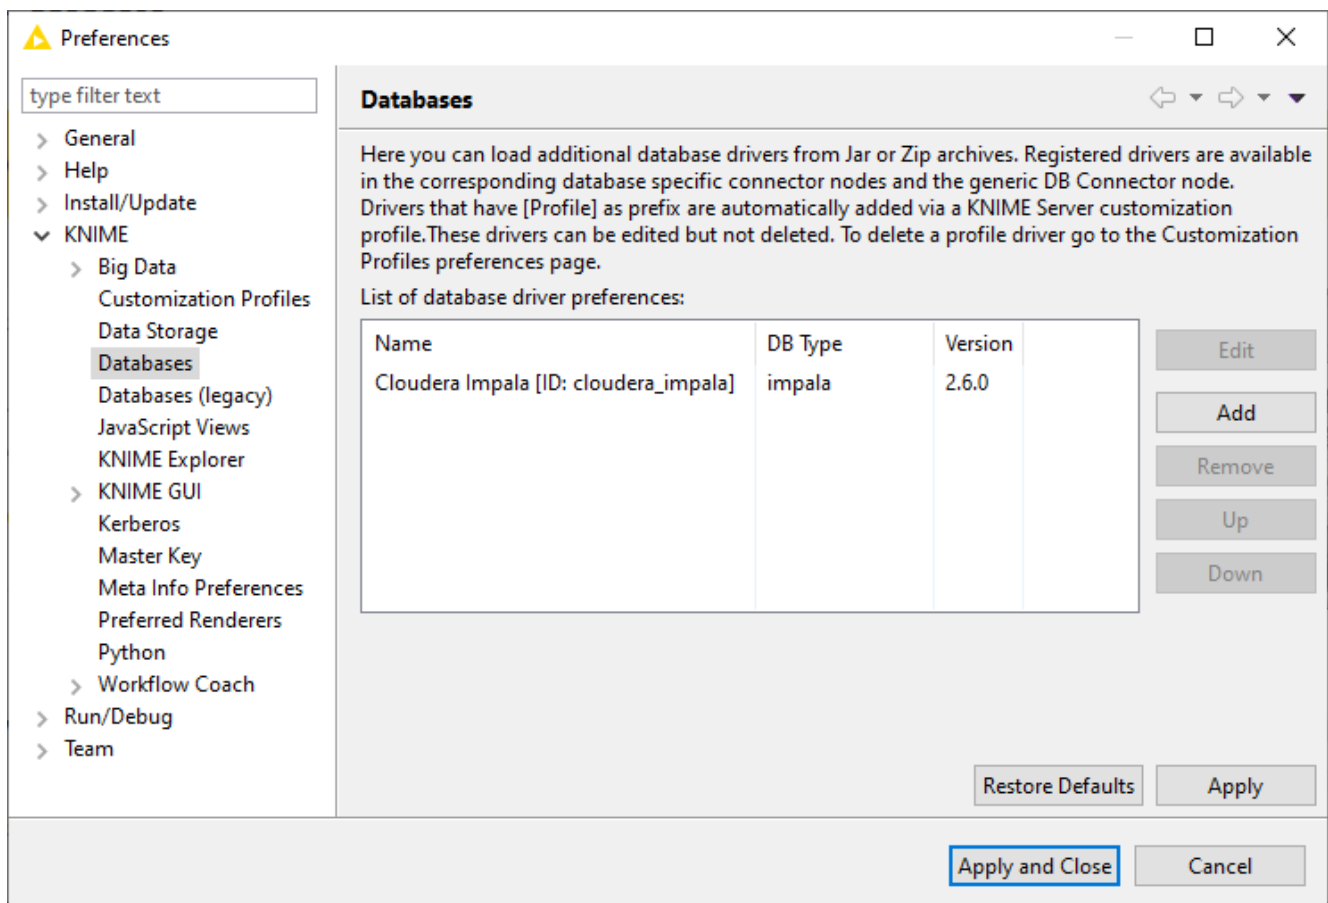 Preferences
type filter text
General
Help
Install/Update
KNIME
Big Data
Customization Profiles
Data Storage
Databases
Databases (legacy)
JavaScript Views
KNIME Explorer
KNIME GUI
Kerberos
Master Key
Meta Info Preferences
Preferred Renderers
Python
Workflow Coach
Run/Debug
Team
Databases
Here you can load additional database drivers from Jar or Zip archives. Registered drivers are available
in the corresponding database specific connector nodes and the generic DB Connector node.
Drivers that have [Profile] as prefix are automatically added via a KNIME Server customization
profile.These drivers can be edited but not deleted. To delete a profile driver go to the Customization
Profiles preferences page.
List of database driver preferences:
Name DB Type Version
Cloudera Impala [ID: cloudera_impala] impala 2.6.0
Edit
Add
Remove
Up
Down
Restore Defaults Apply
Apply and Close Cancel